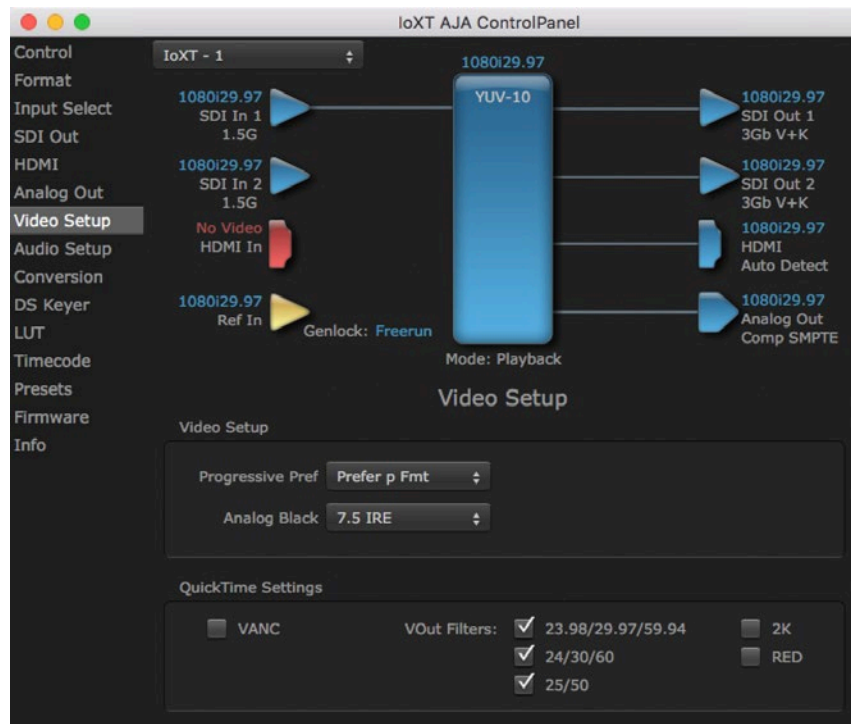 IoXT AJA ControlPanel
Control
Format
Input Select
SDI Out
HDMI
Analog Out
Video Setup
Audio Setup
Conversion
DS Keyer
LUT
Timecode
Presets
Firmware
Info
IoXT - 1
1080i29.97
YUV-10
1080i29.97
SDI In 1
1.5G
1080i29.97
SDI In 2
1.5G
No Video
HDMI In
1080i29.97
Ref In
Genlock: Freerun
1080i29.97
SDI Out 1
3Gb V+K
1080i29.97
SDI Out 2
3Gb V+K
1080i29.97
HDMI
Auto Detect
1080i29.97
Analog Out
Comp SMPTE
Mode: Playback
Video Setup
Video Setup
Progressive Pref Prefer p Fmt
Analog Black 7.5 IRE
QuickTime Settings
VANC VOut Filters: 23.98/29.97/59.94 2K
24/30/60 RED
25/50